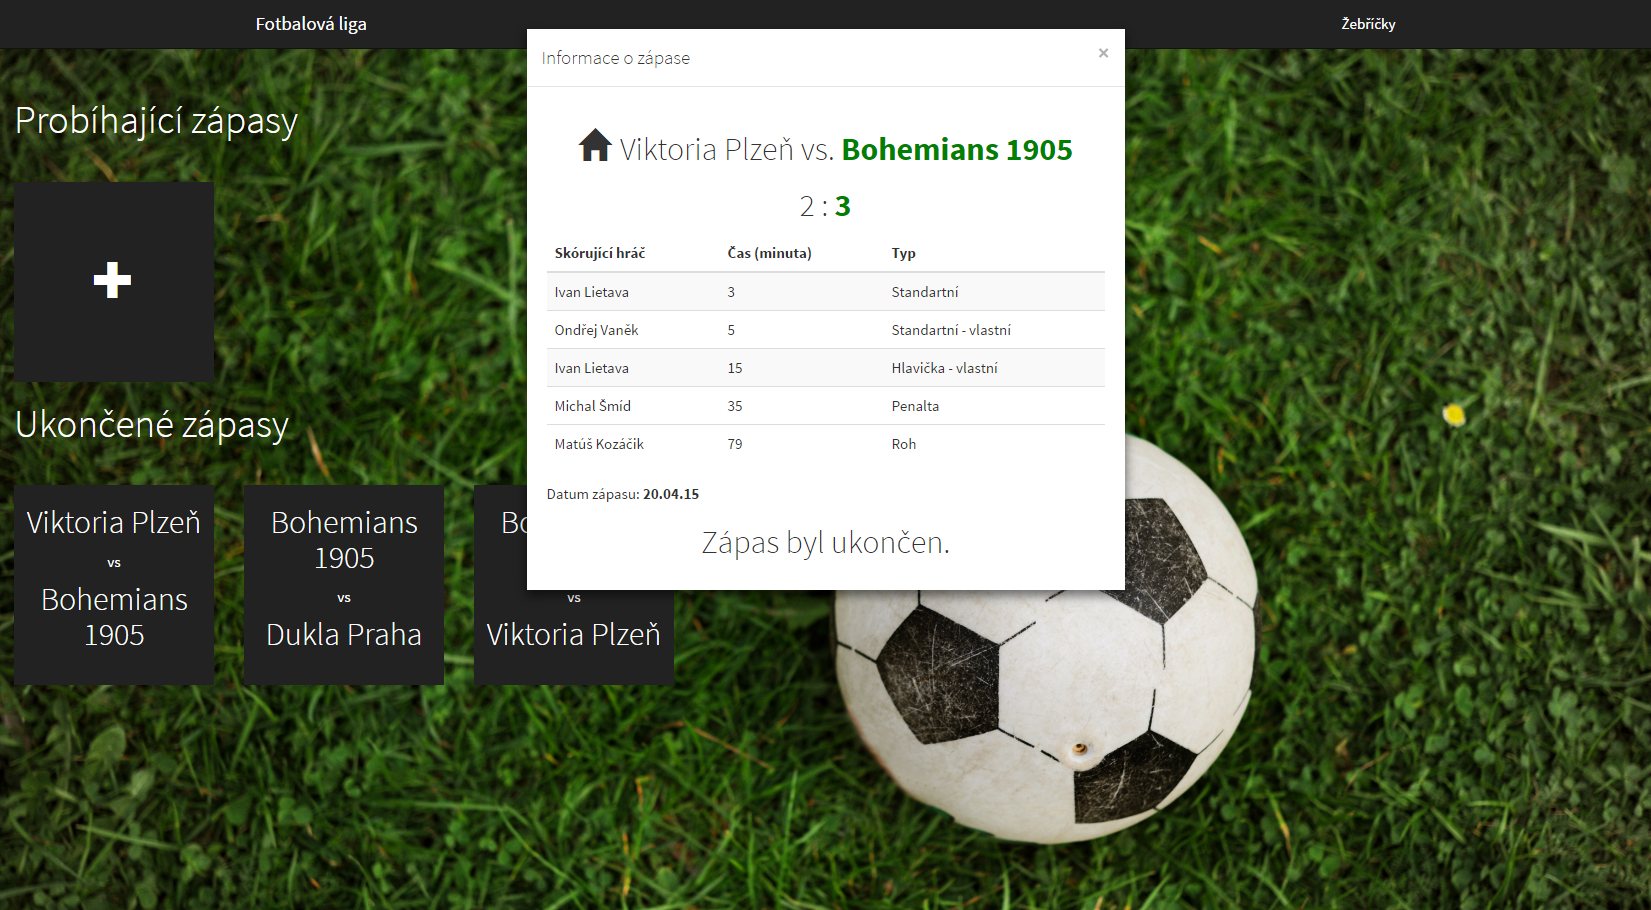 Fotbalová liga
Žebříčky
Informace o zápase
×
Viktoria Plzeň vs. Bohemians 1905
2 : 3
Skórující hráč Čas (minuta) Typ
Ivan Lietava 3 Standartní
Ondřej Vaněk 5 Standartní - vlastní
Ivan Lietava 15 Hlavička - vlastní
Michal Šmíd 35 Penalta
Matúš Kozáčik 79 Roh
Datum zápasu: 20.04.15
Zápas byl ukončen.
Probíhající zápasy
Ukončené zápasy
Viktoria Plzeň
vs
Bohemians
1905
Bohemians
1905
vs
Dukla Praha
vs
Viktoria Plzeň